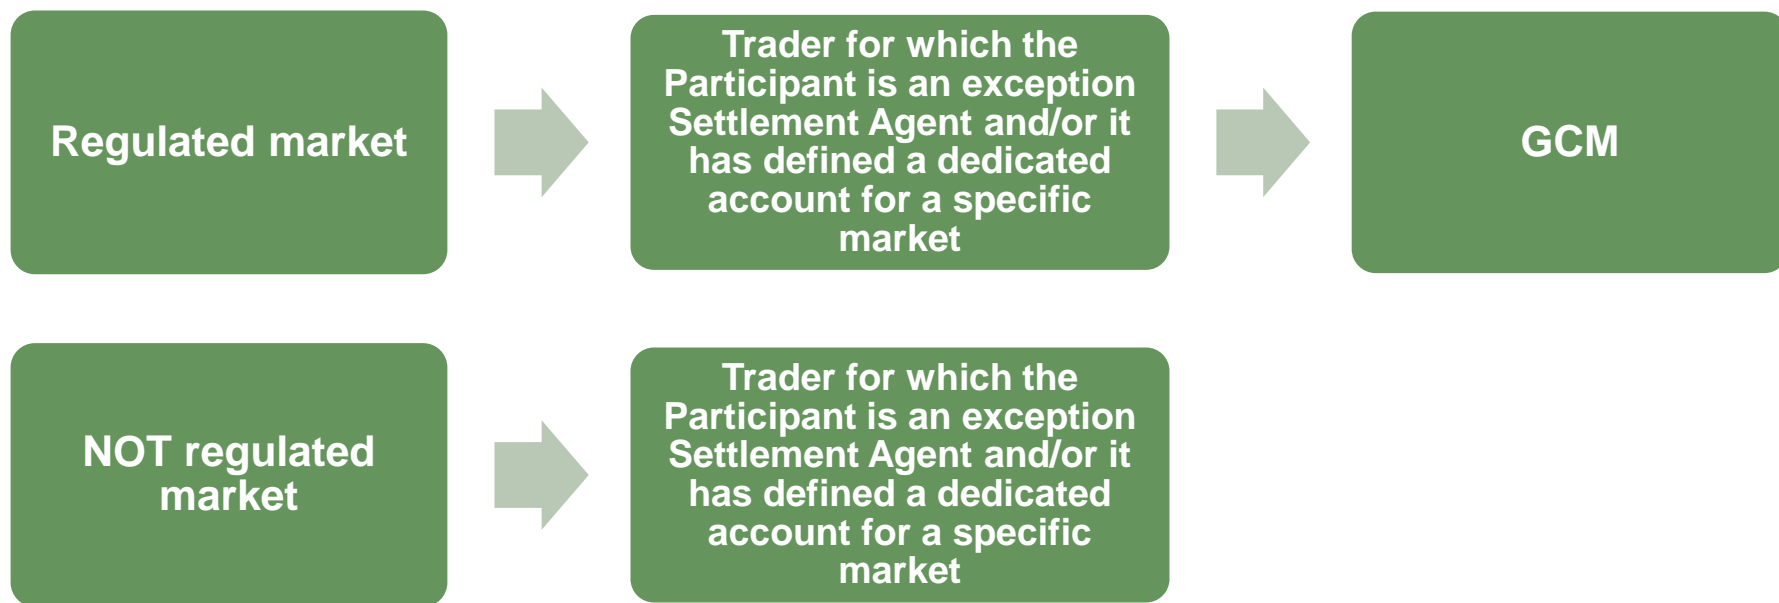 Regulated market
Trader for which the
Participant is an exception
Settlement Agent and/or it
has defined a dedicated
account for a specific
market
GCM
NOT regulated
market
Trader for which the
Participant is an exception
Settlement Agent and/or it
has defined a dedicated
account for a specific
market